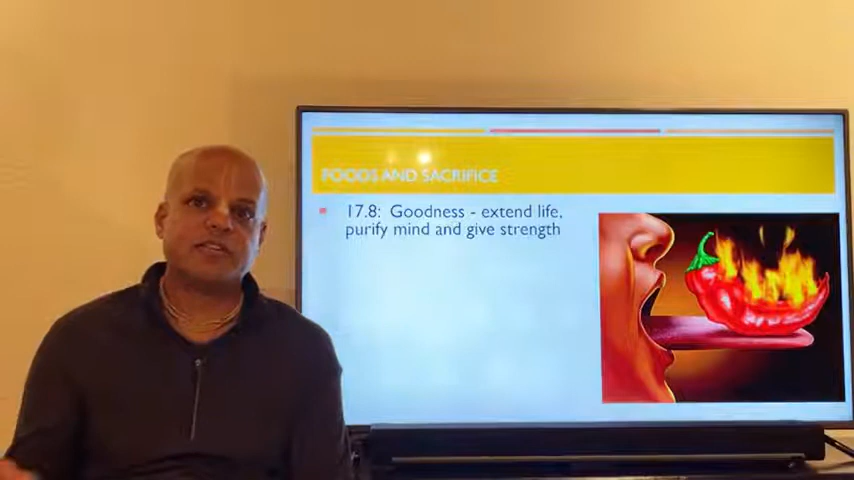 FOODS AND SACRIFICE
17.8: Goodness - extend life,
purify mind and give strength